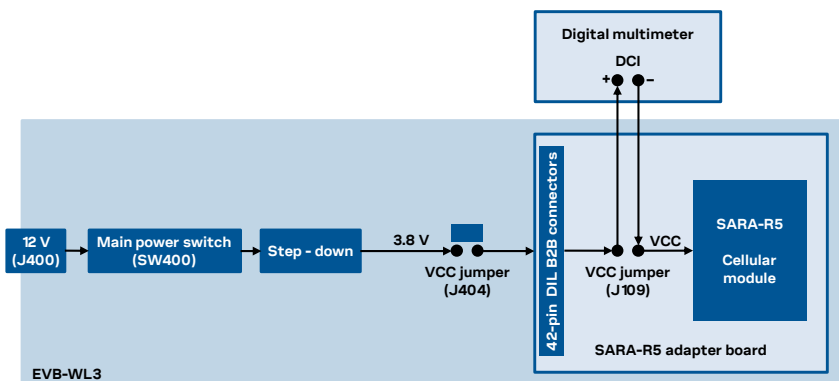 Digital multimeter
DCI
+ –
42-pin DIL B2B connectors
12 V
(J400)
Main power switch
(SW400)
Step - down
3.8 V
VCC jumper
(J404)
VCC
VCC jumper
(J109)
SARA-R5
Cellular
module
SARA-R5 adapter board
EVB-WL3